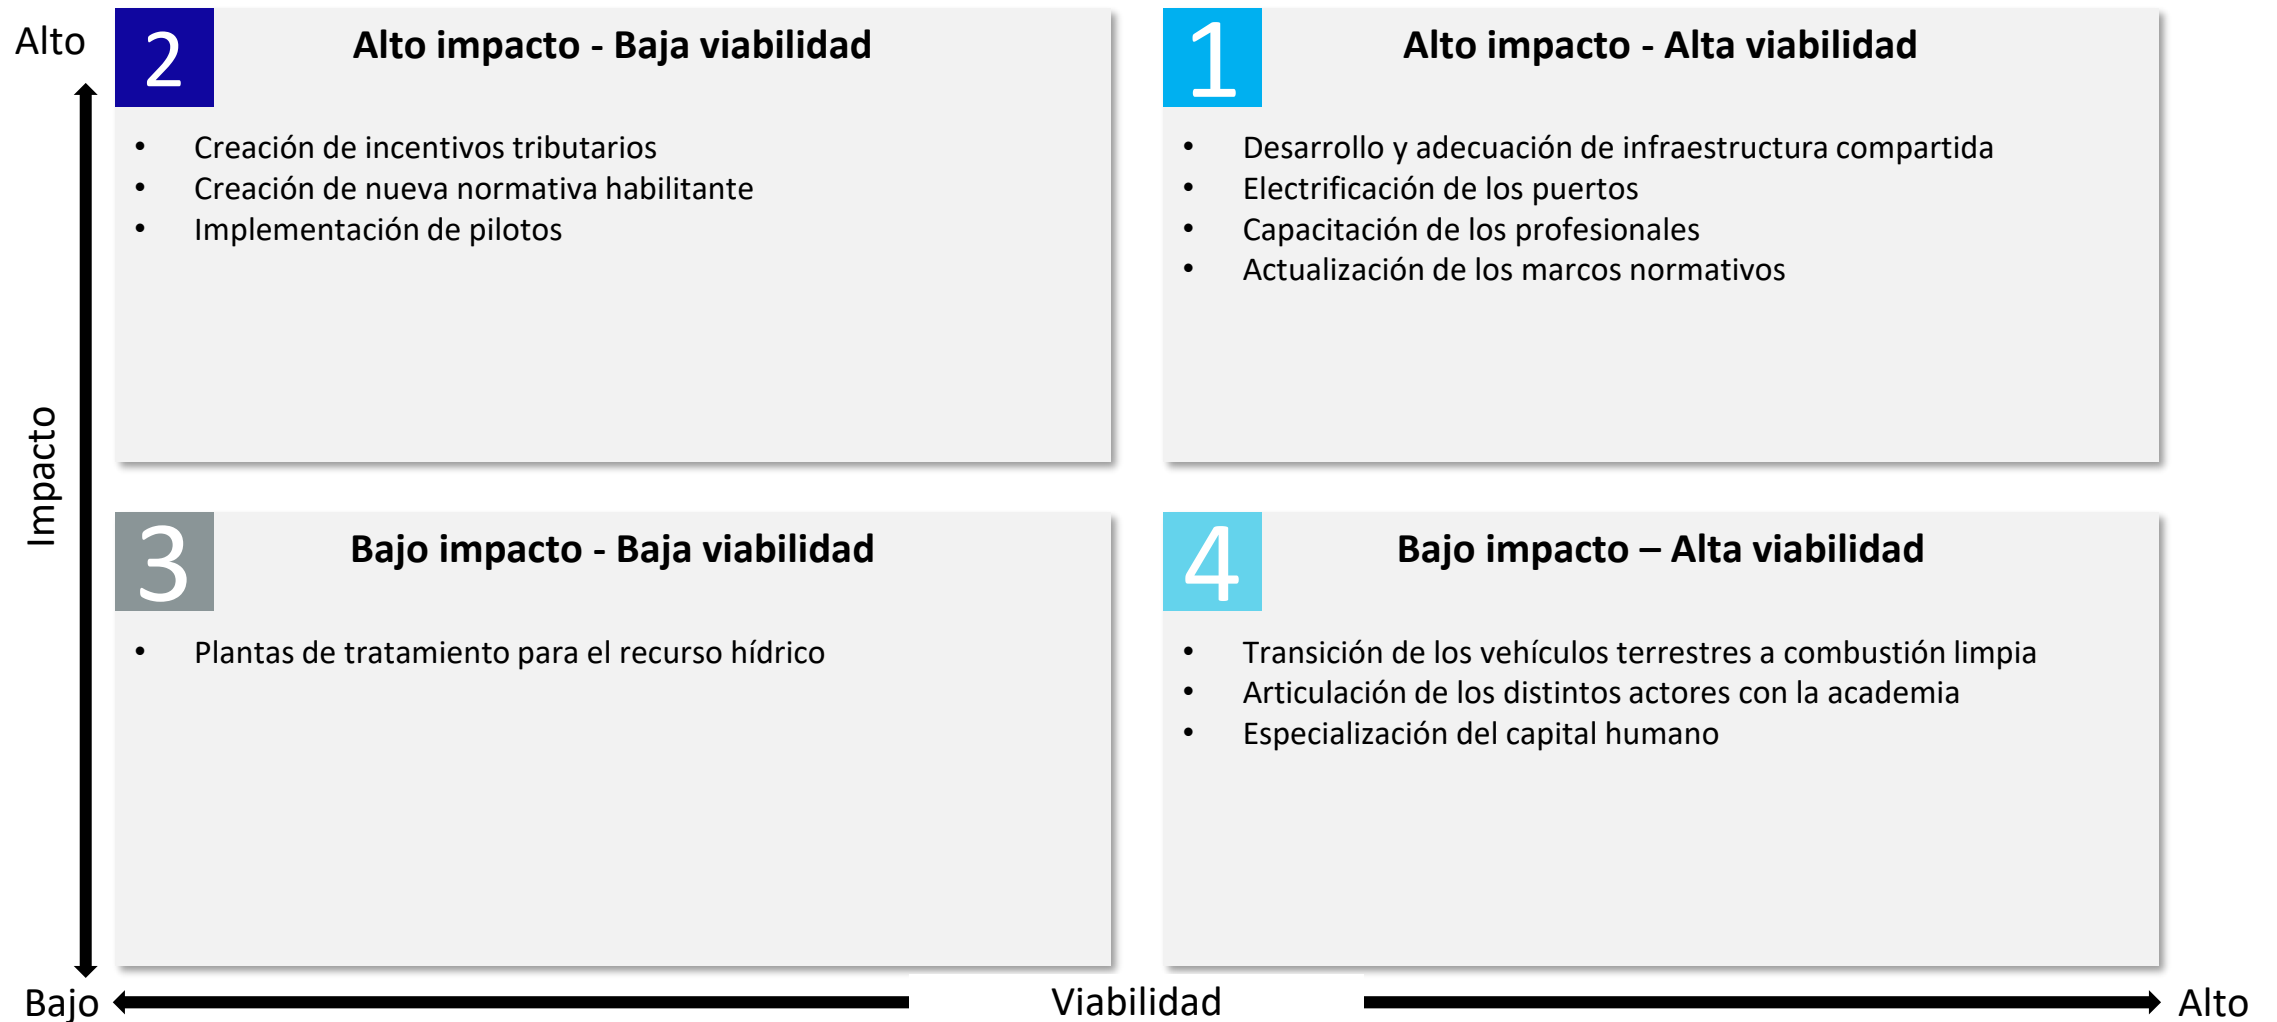 Alto
2
Alto impacto - Baja viabilidad
• Creación de incentivos tributarios
• Creación de nueva normativa habilitante
• Implementación de pilotos
1
Alto impacto - Alta viabilidad
• Desarrollo y adecuación de infraestructura compartida
• Electrificación de los puertos
• Capacitación de los profesionales
• Actualización de los marcos normativos
Impacto
3
Bajo impacto - Baja viabilidad
• Plantas de tratamiento para el recurso hídrico
4
Bajo impacto – Alta viabilidad
• Transición de los vehículos terrestres a combustión limpia
• Articulación de los distintos actores con la academia
• Especialización del capital humano
Bajo
Viabilidad
Alto